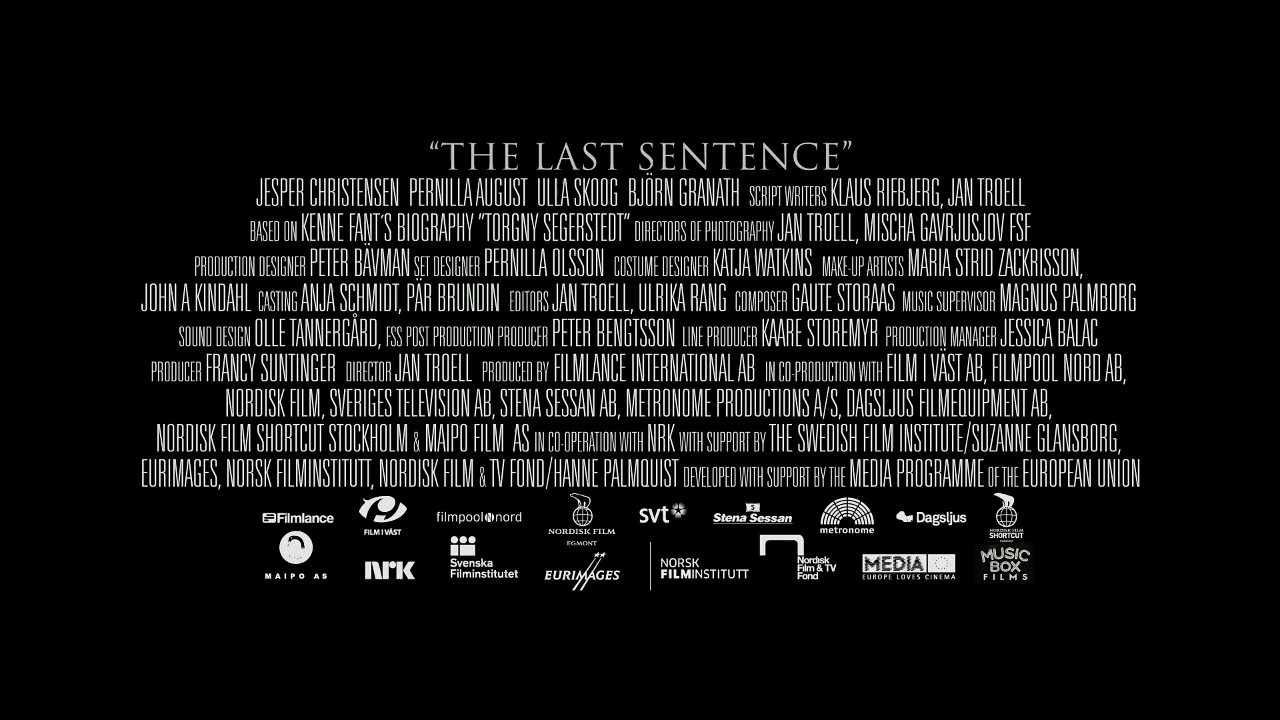 “THE LAST SENTENCE”
JESPER CHRISTENSEN PERNILLA AUGUST ULLA SKOOG BJÖRN GRANATH SCRIPT WRITERS KLAUS RIFBJERG, JAN TROELL
BASED ON KENNE FANT´S BIOGRAPHY ”TORGNY SEGERSTEDT” DIRECTORS OF PHOTOGRAPHY JAN TROELL, MISCHA GAVRJUSJOV FSF
PRODUCTION DESIGNER PETER BÄVMAN SET DESIGNER PERNILLA OLSSON COSTUME DESIGNER KATJA WATKINS MAKE-UP ARTISTS MARIA STRID ZACKRISSON,
JOHN A KINDAHL CASTING ANJA SCHMIDT, PÄR BRUNDIN EDITORS JAN TROELL, ULRIKA RANG COMPOSER GAUTE STORAAS MUSIC SUPERVISOR MAGNUS PALMBORG
SOUND DESIGN OLLE TANNERGÅRD, FSS POST PRODUCTION PRODUCER PETER BENGTSSON LINE PRODUCER KAARE STOREMYR PRODUCTION MANAGER JESSICA BALAC
PRODUCER FRANCY SUNTINGER DIRECTOR JAN TROELL PRODUCED BY FILMLANCE INTERNATIONAL AB IN CO-PRODUCTION WITH FILM I VÄST AB, FILMPOOL NORD AB,
NORDISK FILM, SVERIGES TELEVISION AB, STENA SESSAN AB, METRONOME PRODUCTIONS A/S, DAGSLJUS FILMEQUIPMENT AB,
NORDISK FILM SHORTCUT STOCKHOLM & MAIPO FILM AS IN CO-OPERATION WITH NRK WITH SUPPORT BY THE SWEDISH FILM INSTITUTE/SUZANNE GLANSBORG,
EURIMAGES, NORSK FILMINSTITUTT, NORDISK FILM & TV FOND/HANNE PALMQUIST DEVELOPED WITH SUPPORT BY THE MEDIA PROGRAMME OF THE EUROPEAN UNION
Filmlance
FILM I VÄST
filmpool nord
NORDISK FILM
EGMONT
svt
Stena Sessan
metronome
Dagsljus
NORDISK FILM
SHORTCUT
MAIPO AS
NRK
Svenska
Filminstitutet
EURIMAGES
NORSK
FILMINSTITUTT
Nordisk
Film & TV
Fond
MEDIA
EUROPE LOVES CINEMA
MUSIC
BOX
FILMS